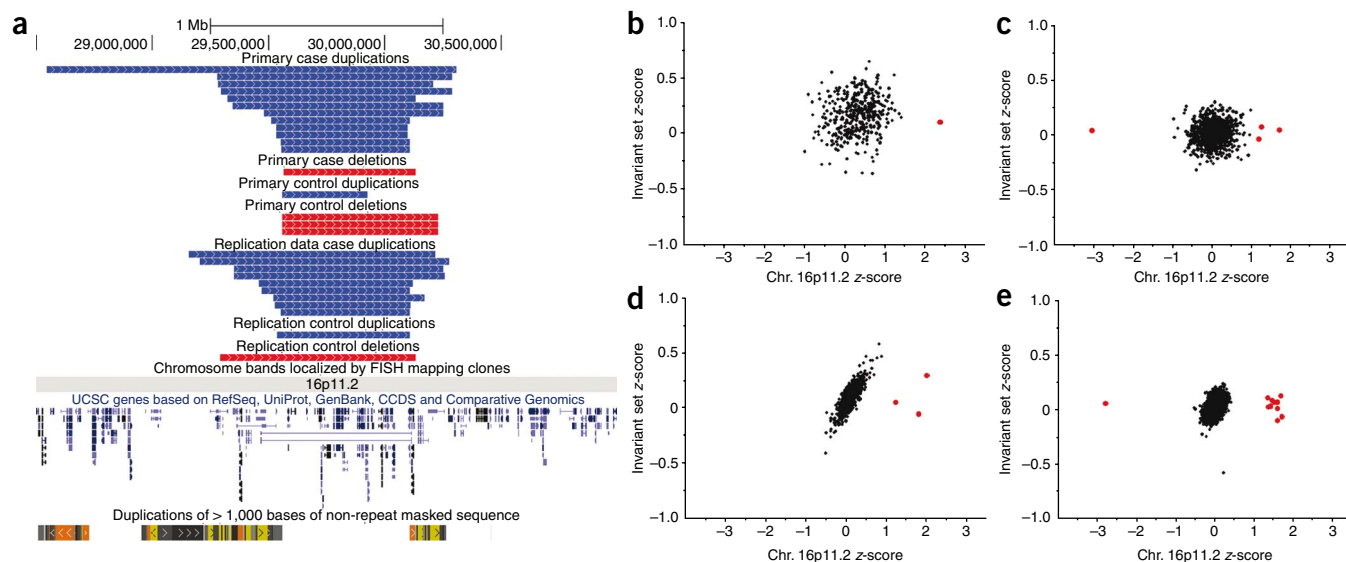 a
1 Mb
29,000,000 29,500,000 30,000,000 30,500,000
Primary case duplications
Primary case deletions
Primary control duplications
Primary control deletions
Replication data case duplications
Replication control duplications
Replication control deletions
Chromosome bands localized by FISH mapping clones
16p11.2
UCSC genes based on RefSeq, UniProt, GenBank, CCDS and Comparative Genomics
Duplications of > 1,000 bases of non-repeat masked sequence
b
Invariant set z-score
1.0
0.5
0
–0.5
–1.0
–3 –2 –1 0 1 2 3
Chr. 16p11.2 z-score
c
Invariant set z-score
1.0
0.5
0
–0.5
–1.0
–3 –2 –1 0 1 2 3
Chr. 16p11.2 z-score
d
Invariant set z-score
1.0
0.5
0
–0.5
–1.0
–3 –2 –1 0 1 2 3
Chr. 16p11.2 z-score
e
Invariant set z-score
1.0
0.5
0
–0.5
–1.0
–3 –2 –1 0 1 2 3
Chr. 16p11.2 z-score